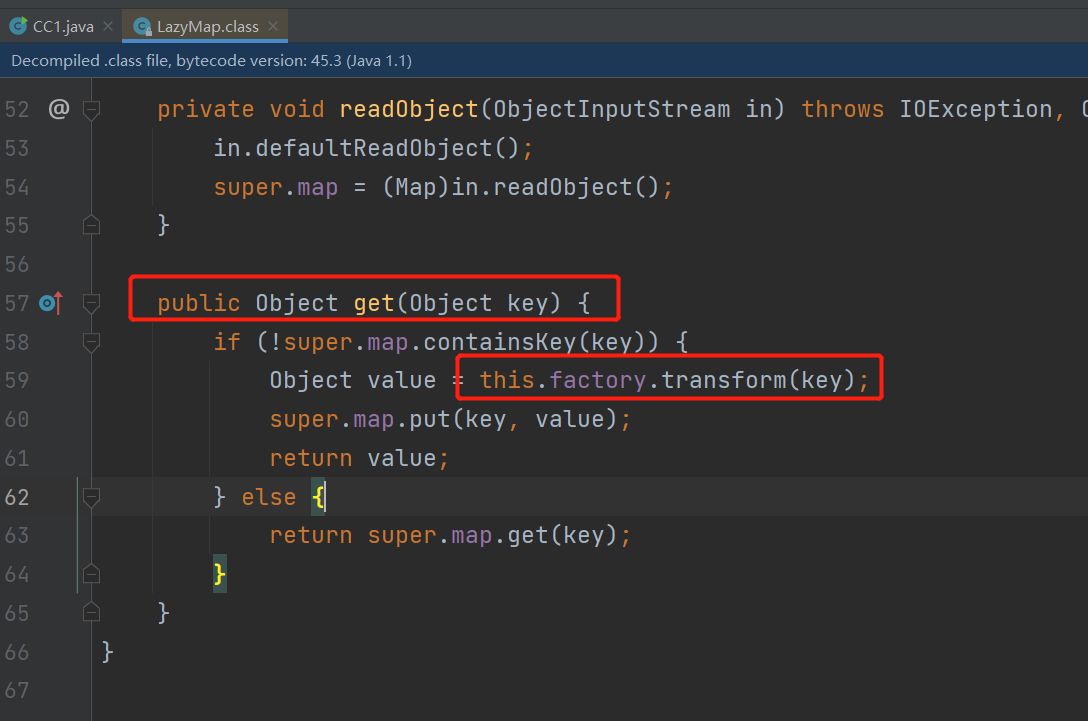 CC1.java LazyMap.class
Decompiled .class file, bytecode version: 45.3 (Java 1.1)
52 @ private void readObject(ObjectInputStream in) throws IOException,
53 in.defaultReadObject();
54 super.map = (Map)in.readObject();
55 }
56
57 public Object get(Object key) {
58 if (!super.map.containsKey(key)) {
59 Object value = this.factory.transform(key);
60 super.map.put(key, value);
61 return value;
62 } else {
63 return super.map.get(key);
64 }
65 }
66 }
67